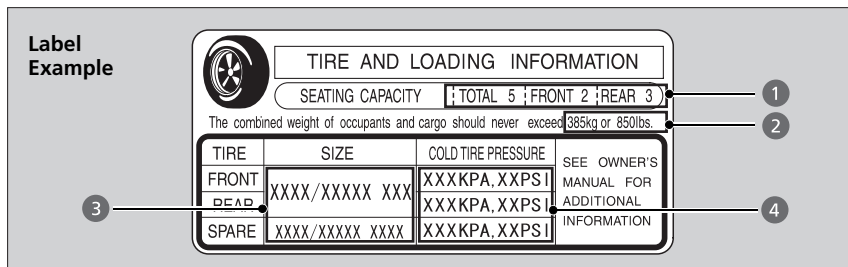 Label
Example
TIRE AND LOADING INFORMATION
SEATING CAPACITY TOTAL 5 FRONT 2 REAR 3
1
The combined weight of occupants and cargo should never exceed 385kg or 850lbs.
2
TIRE SIZE COLD TIRE PRESSURE
SEE OWNER'S
MANUAL FOR
ADDITIONAL
INFORMATION
FRONT XXXX/XXXXX XXX XXXKPA,XXPSI
REAR XXXKPA,XXPSI
SPARE XXXX/XXXXX XXXX XXXKPA,XXPSI
3
4